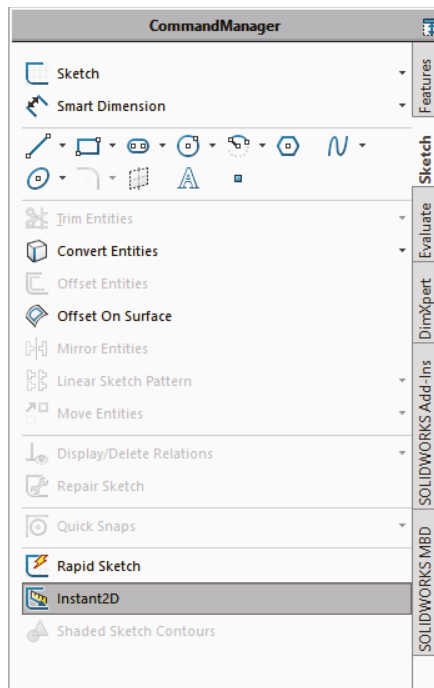 CommandManager
Sketch
Smart Dimension
Trim Entities
Convert Entities
Offset Entities
Offset On Surface
Mirror Entities
Linear Sketch Pattern
Move Entities
Display/Delete Relations
Repair Sketch
Quick Snaps
Rapid Sketch
Instant2D
Shaded Sketch Contours
Features
Sketch
Evaluate
DimXpert
SOLIDWORKS Add-Ins
SOLIDWORKS MBD